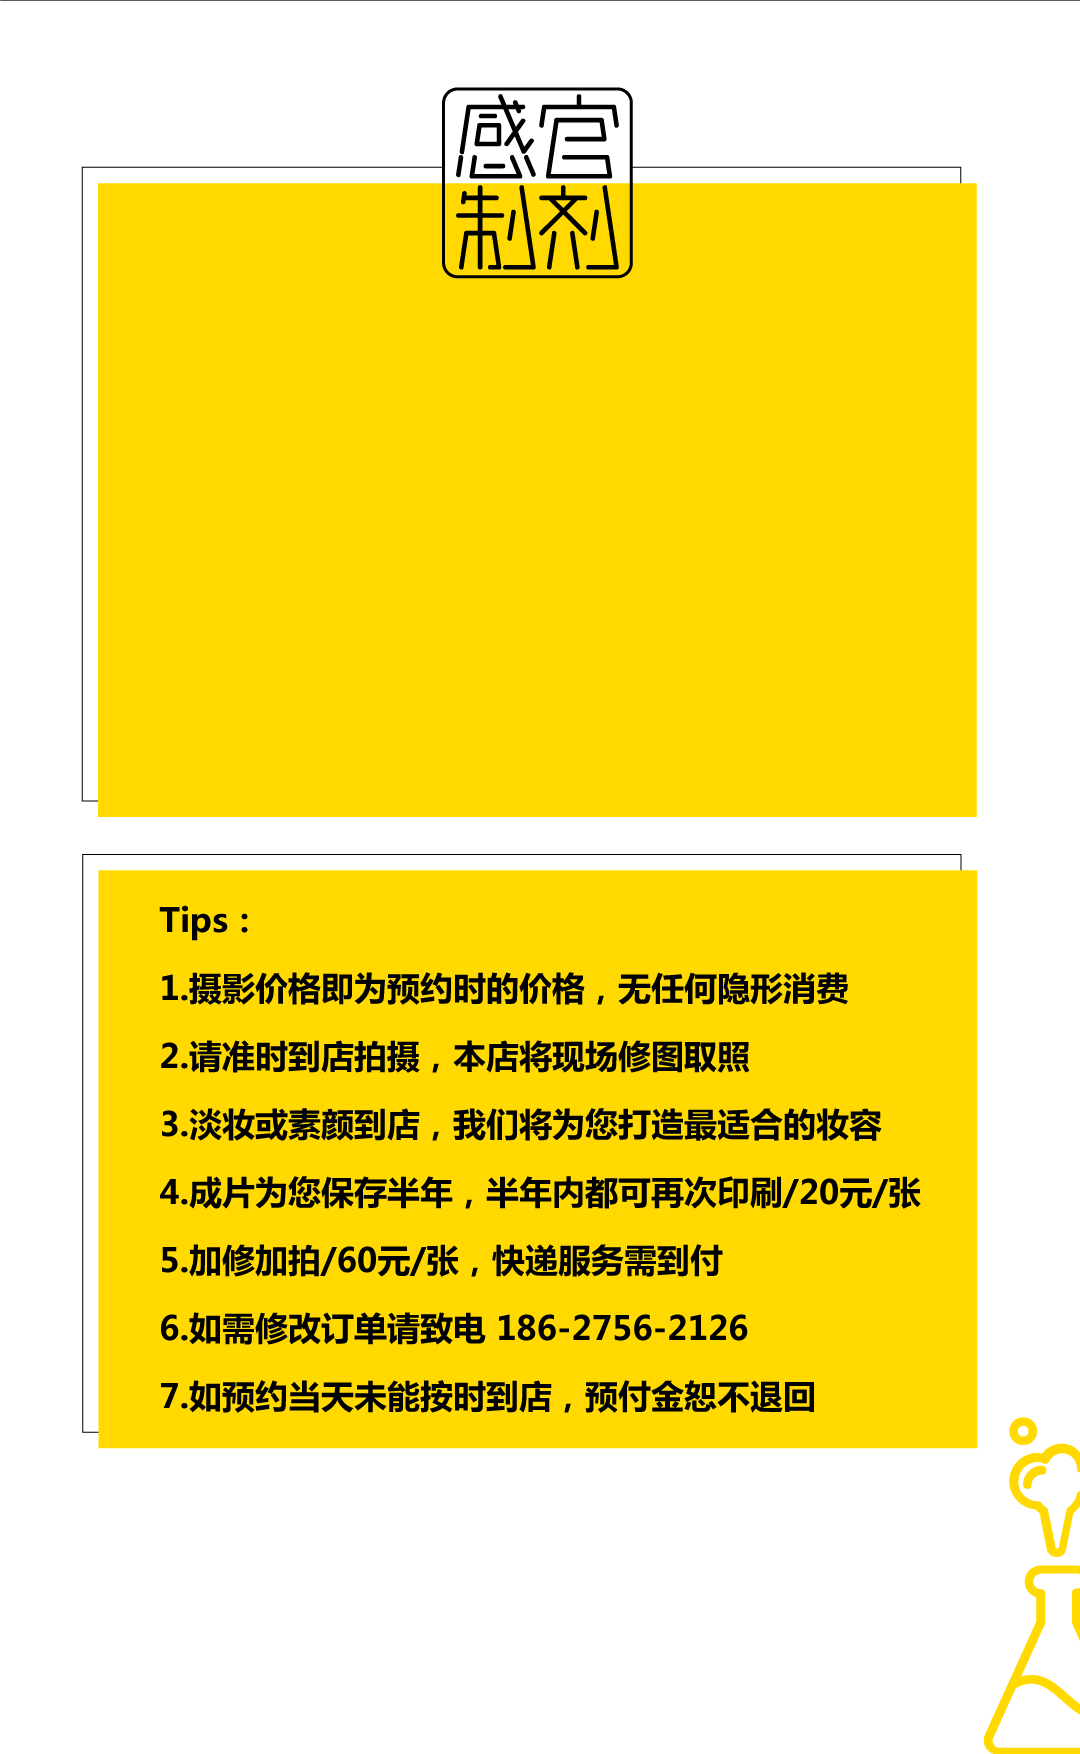 感官
制剂
Tips：
1.摄影价格即为预约时的价格，无任何隐形消费
2.请准时到店拍摄，本店将现场修图取照
3.淡妆或素颜到店，我们将为您打造最适合的妆容
4.成片为您保存半年，半年内都可再次印刷/20元/张
5.加修加拍/60元/张，快递服务需到付
6.如需修改订单请致电 186-2756-2126
7.如预约当天未能按时到店，预付金恕不退回